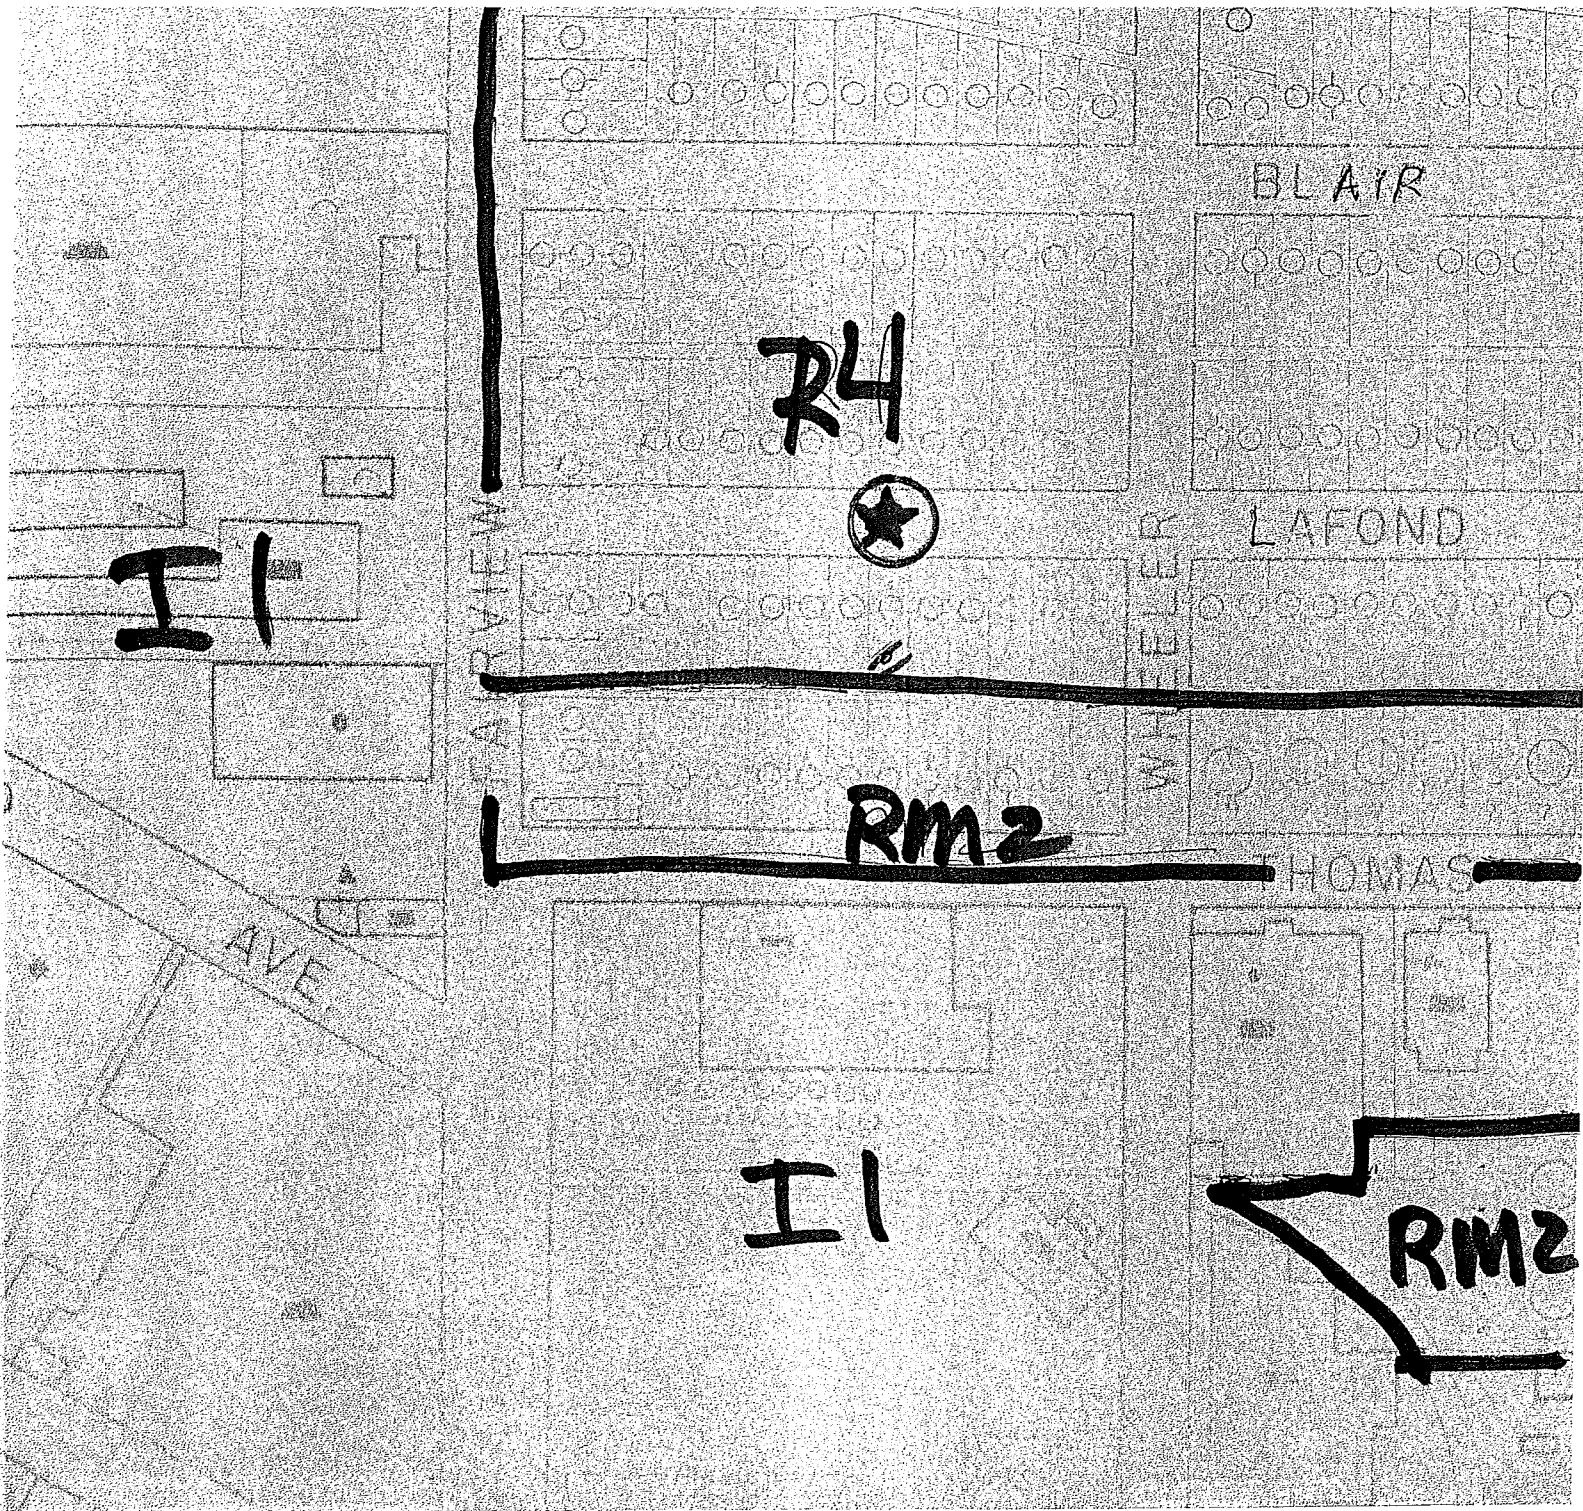 BLAIR
R4
LAFOND
FAIRVIEW
WHEELER
I1
RM2
THOMAS
AVE.
I1
RM2